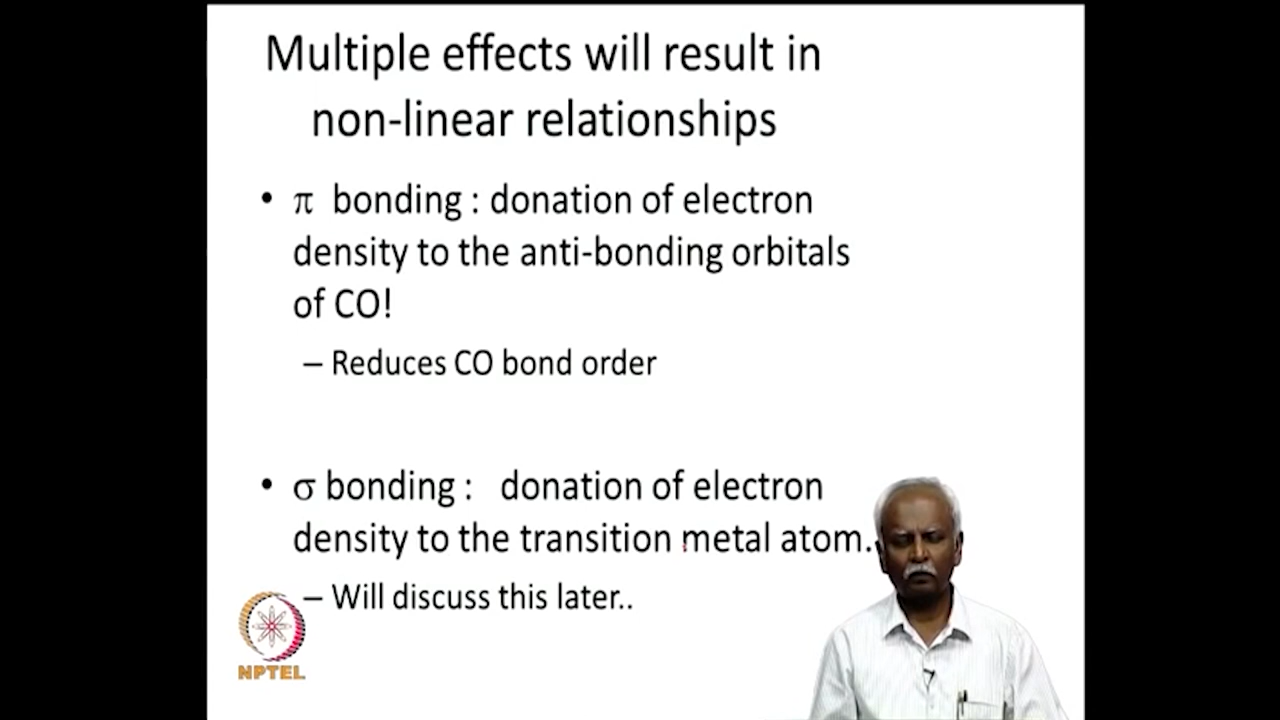 Multiple effects will result in
non-linear relationships
• π bonding : donation of electron
density to the anti-bonding orbitals
of CO!
– Reduces CO bond order
• σ bonding : donation of electron
density to the transition metal atom.
– Will discuss this later..
NPTEL